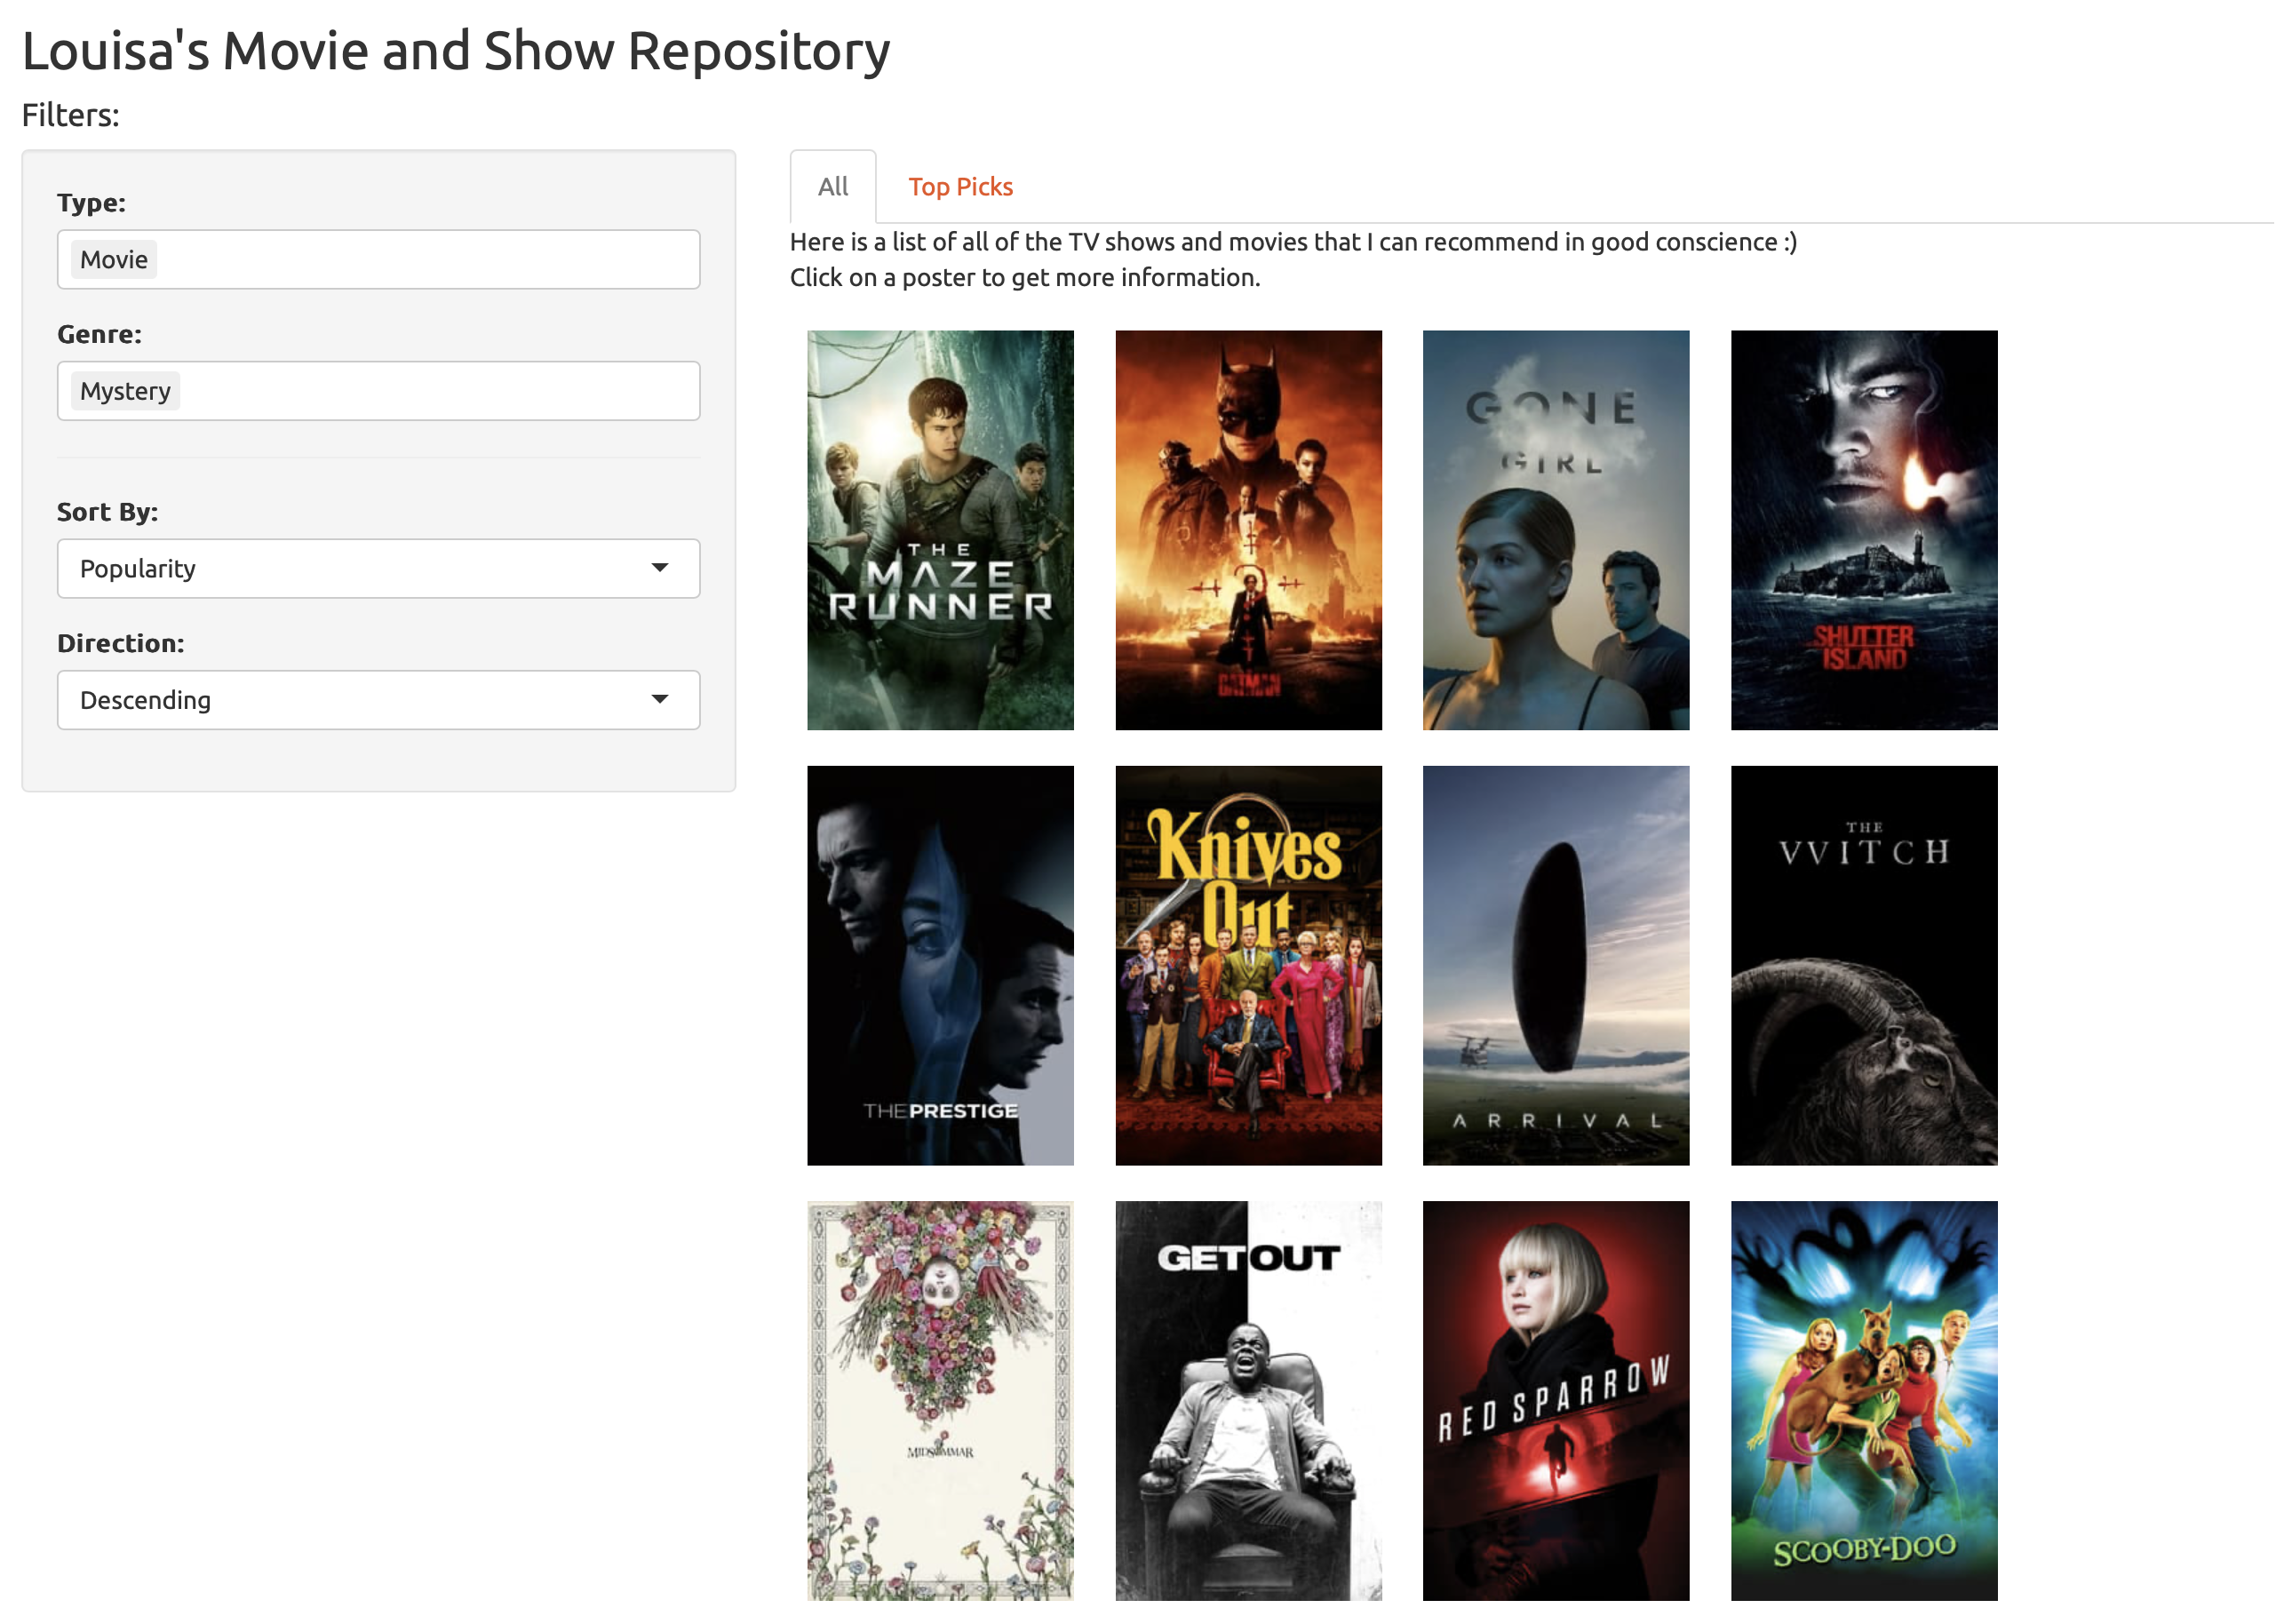 Louisa's Movie and Show Repository
Filters:
Type:
Movie
Genre:
Mystery
Sort By:
Popularity
Direction:
Descending
All
Top Picks
Here is a list of all of the TV shows and movies that I can recommend in good conscience :)
Click on a poster to get more information.
THE
MAZE
RUNNER
BATMAN
GONE
GIRL
SHUTTER
ISLAND
THEPRESTIGE
Knives
Out
ARRIVAL
THE
VVITCH
MIDSOMMAR
GET OUT
RED SPARROW
SCOOBY-DOO